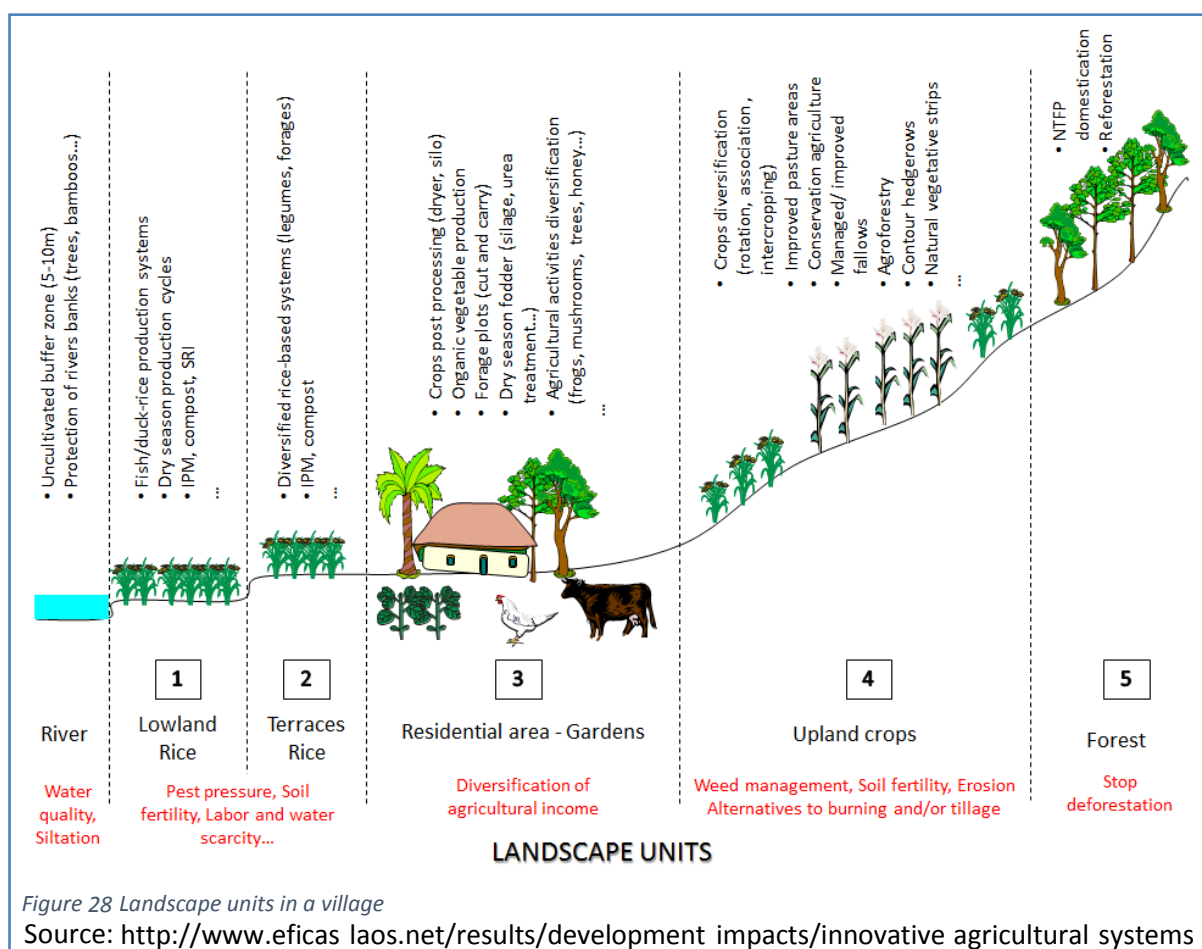 • Uncultivated buffer zone (5-10m)
• Protection of rivers banks (trees, bamboos...)
• Fish/duck-rice production systems
• Dry season production cycles
• IPM, compost, SRI
...
• Diversified rice-based systems (legumes, forages)
• IPM, compost
...
• Crops post processing (dryer, silo)
• Organic vegetable production
• Forage plots (cut and carry)
• Dry season fodder (silage, urea
treatment...)
• Agricultural activities diversification
(frogs, mushrooms, trees, honey...)
...
• Crops diversification
(rotation, association ,
intercropping)
• Improved pasture areas
• Conservation agriculture
• Managed/ improved
fallows
• Agroforestry
• Contour hedgerows
• Natural vegetative strips
...
• NTFP
domestication
• Reforestation
1
2
3
4
5
River
Lowland
Rice
Terraces
Rice
Residential area - Gardens
Upland crops
Forest
Water
quality,
Siltation
Pest pressure, Soil
fertility, Labor and water
scarcity...
Diversification of
agricultural income
Weed management, Soil fertility, Erosion
Alternatives to burning and/or tillage
Stop
deforestation
LANDSCAPE UNITS
Figure 28 Landscape units in a village
Source: http://www.eficas laos.net/results/development impacts/innovative agricultural systems